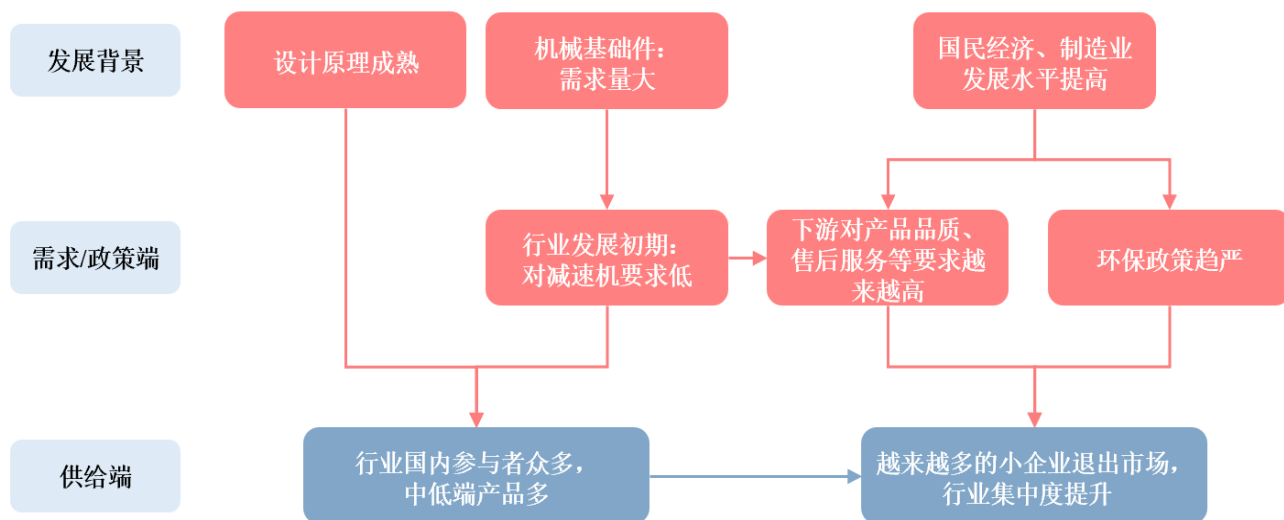 发展背景
设计原理成熟
机械基础件：
需求量大
国民经济、制造业
发展水平提高
需求/政策端
行业发展初期：
对减速机要求低
下游对产品品质、
售后服务等要求越
来越高
环保政策趋严
供给端
行业国内参与者众多，
中低端产品多
越来越多的小企业退出市场，
行业集中度提升